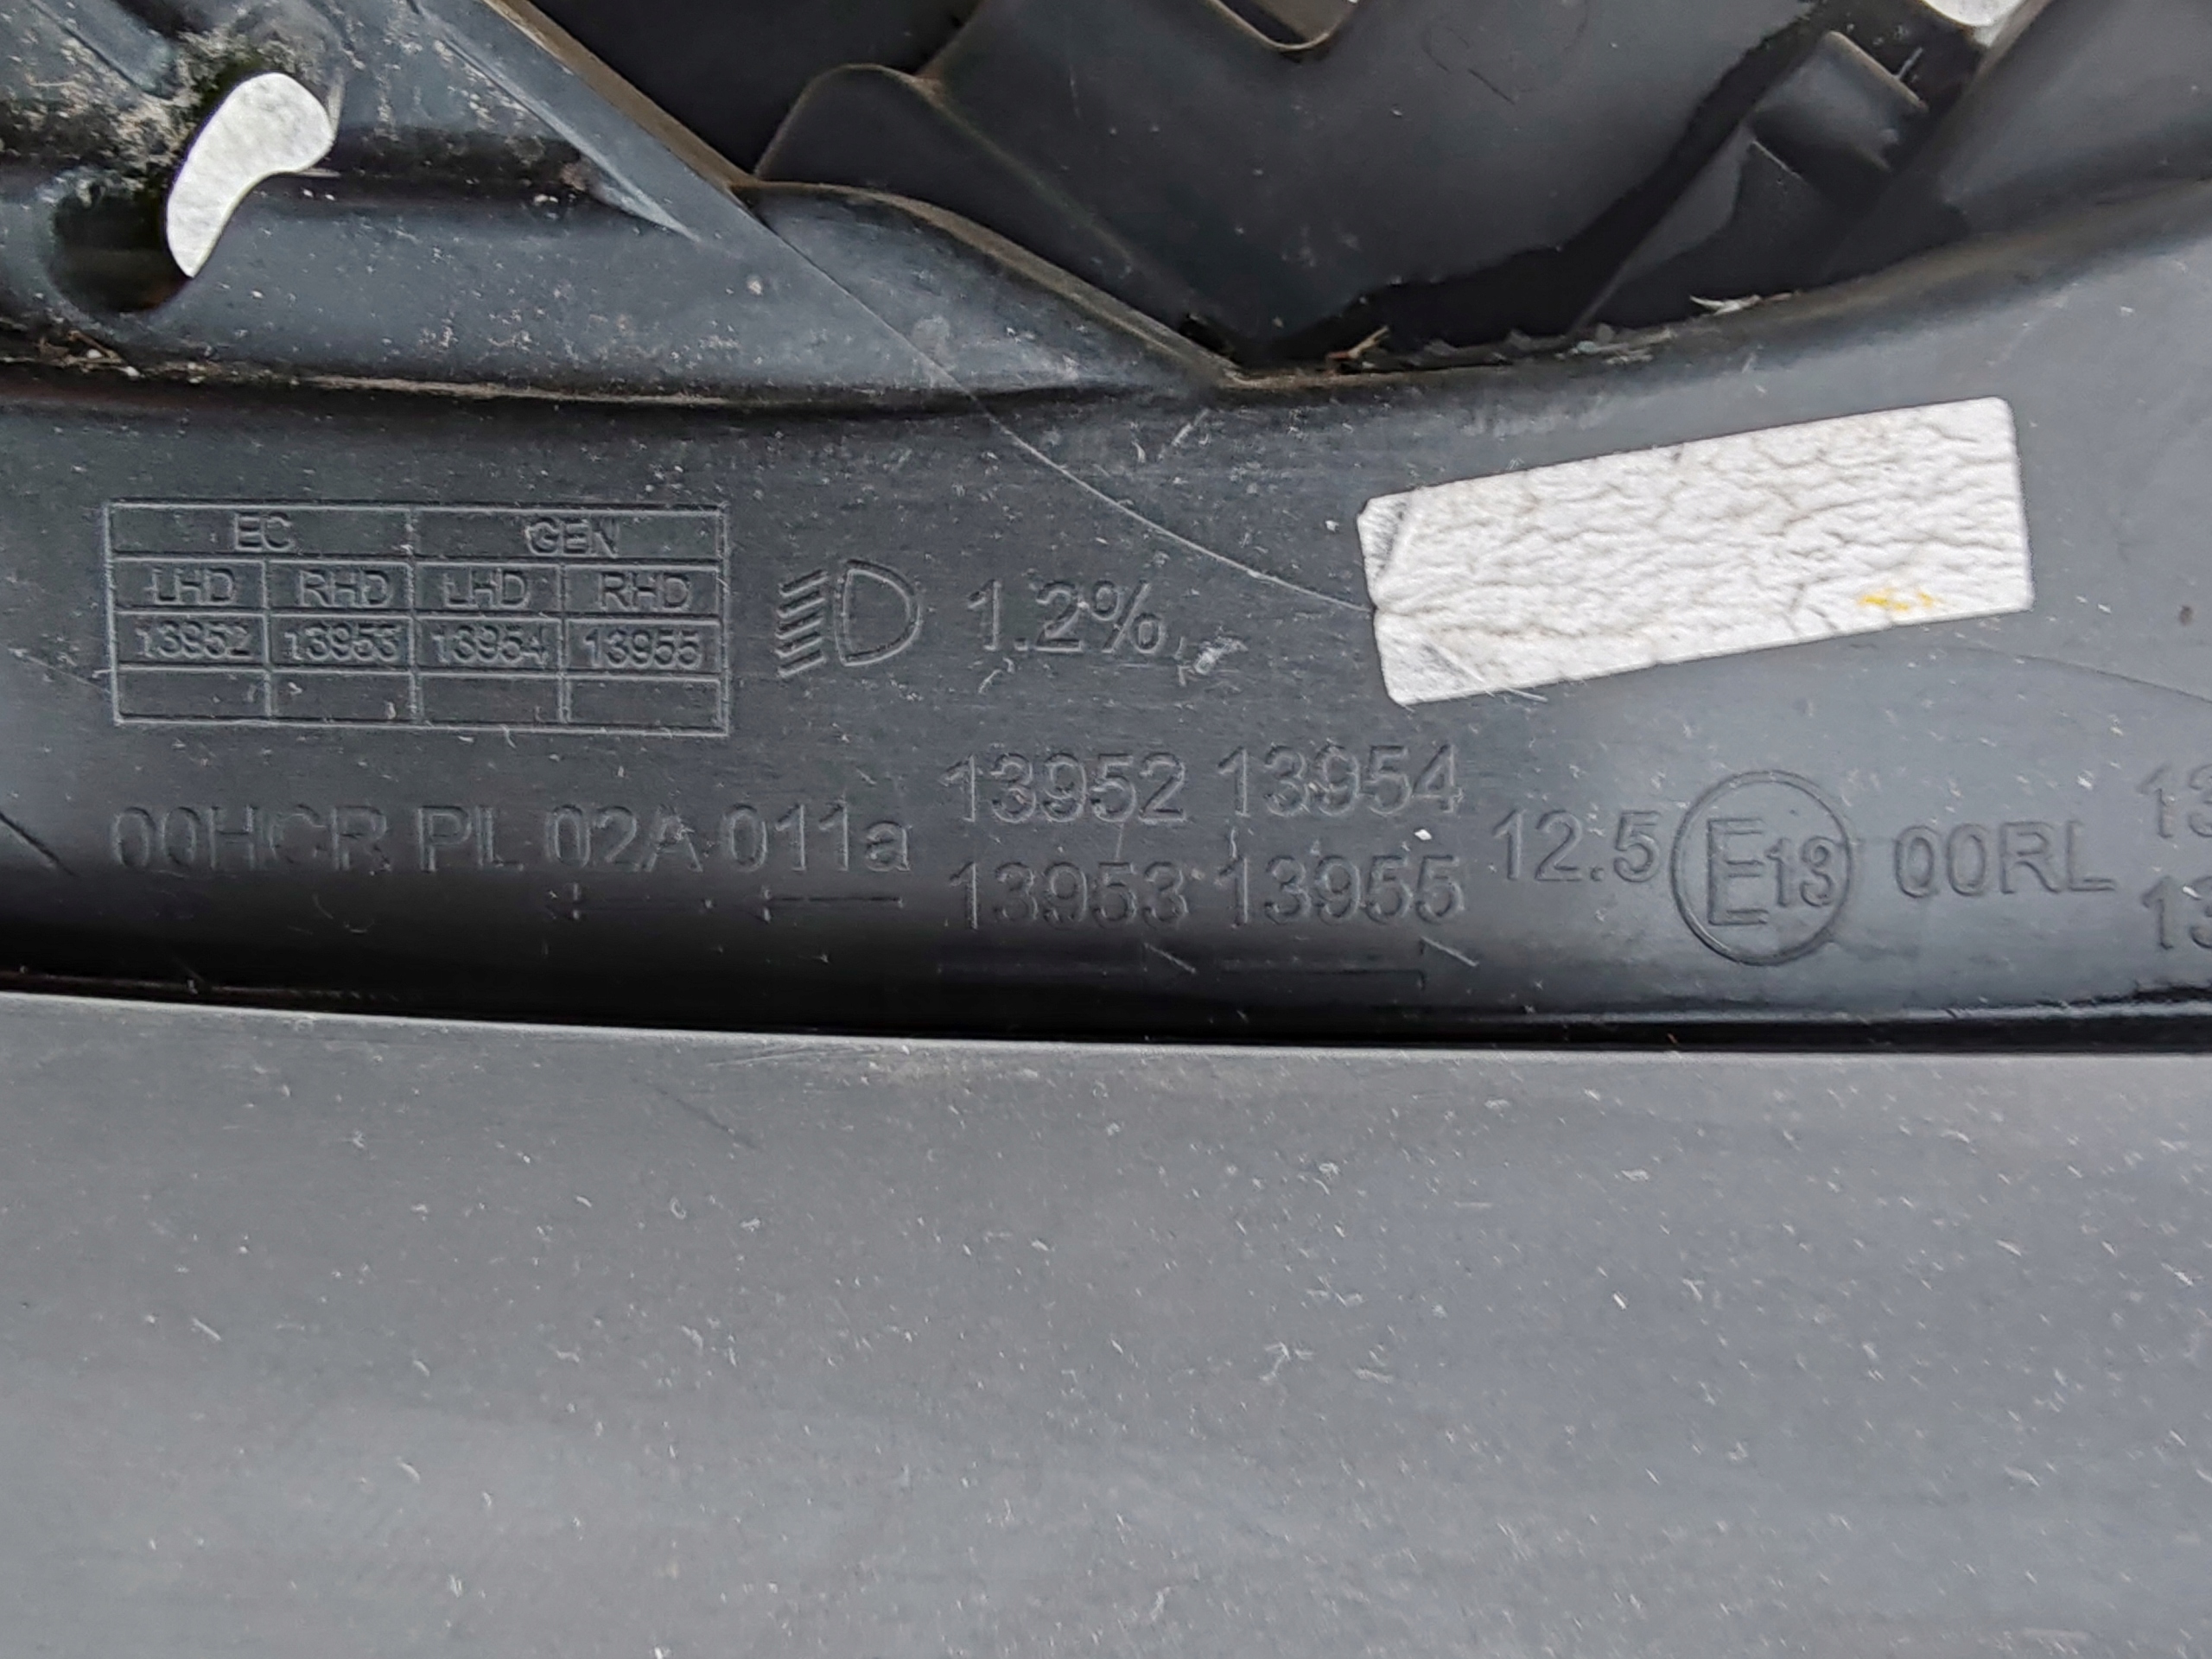 EC GEN
LHD RHD LHD RHD
13952 13953 13954 13955
1.2%
13952 13954
00HCR PL 02A 011a
12.5 E13 00RL
13953 13955